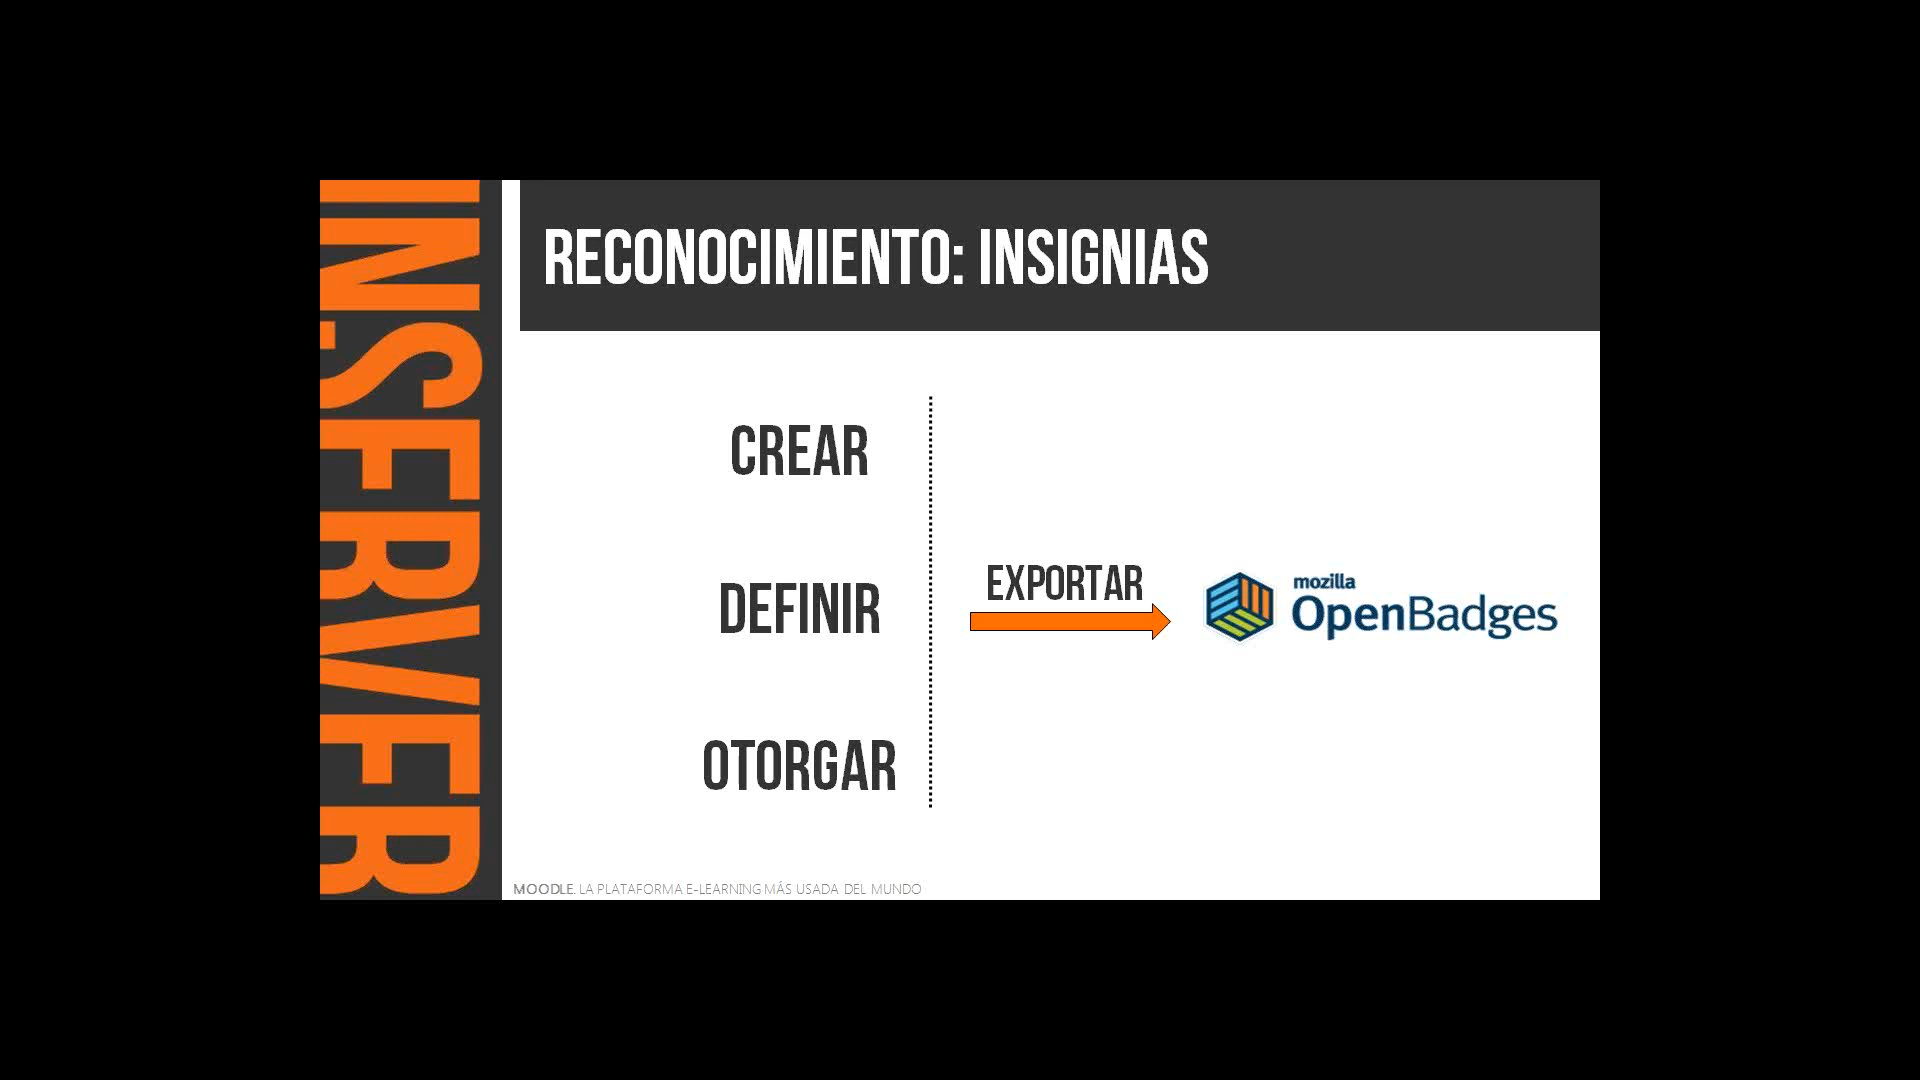 INSERVER
RECONOCIMIENTO: INSIGNIAS
CREAR
DEFINIR
OTORGAR
EXPORTAR
mozilla
OpenBadges
MOODLE. LA PLATAFORMA E-LEARNING MÁS USADA DEL MUNDO